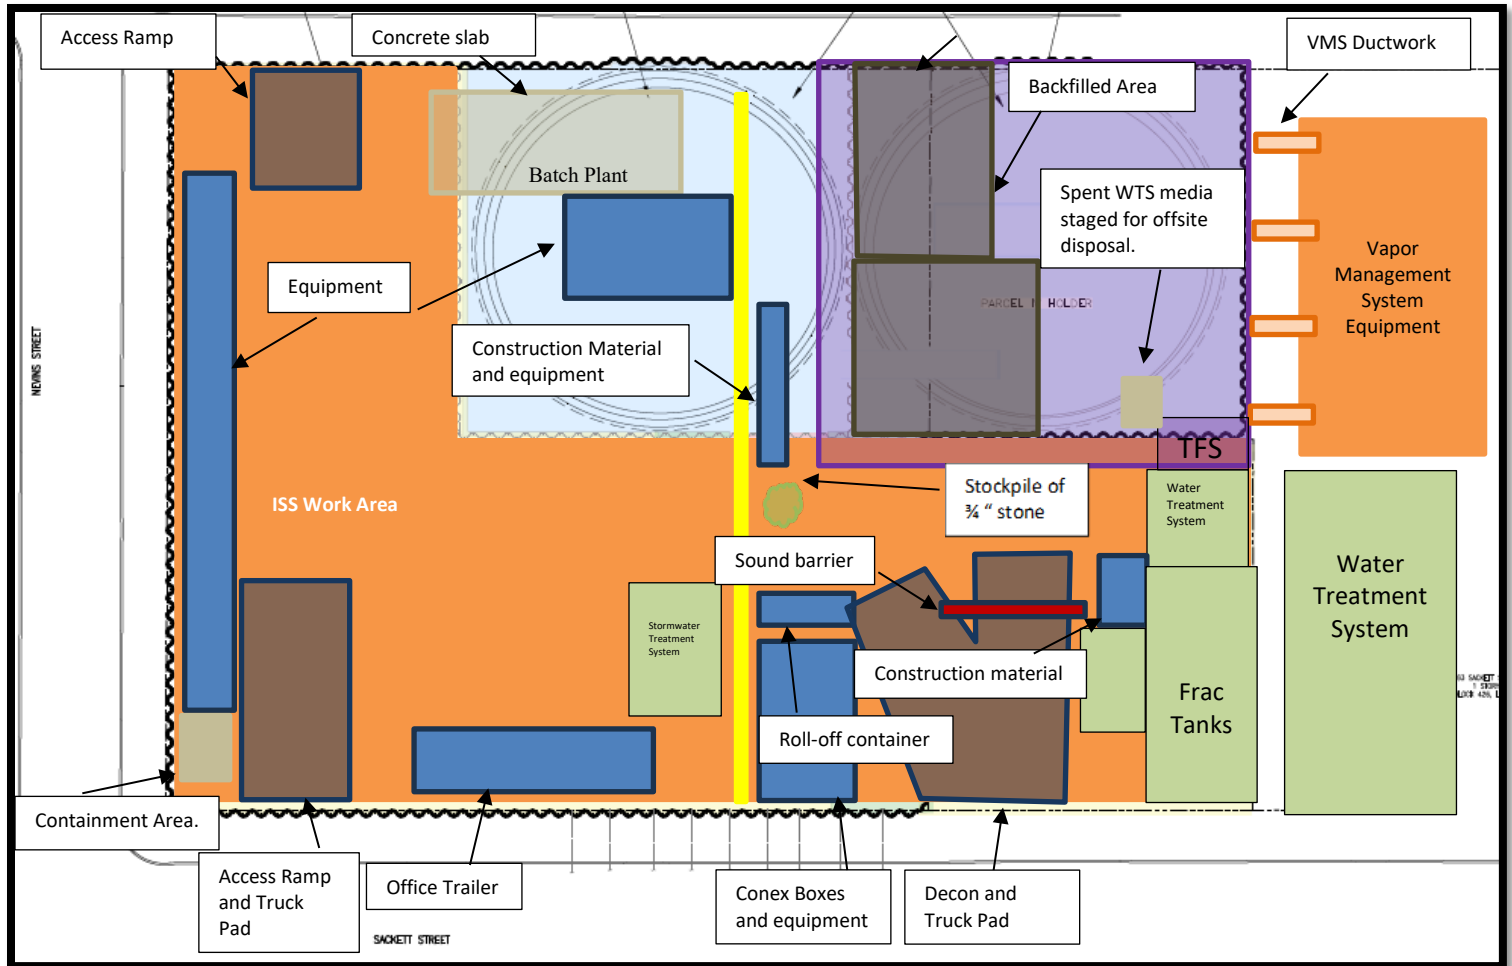 Access Ramp
Concrete slab
VMS Ductwork
Backfilled Area
Batch Plant
Spent WTS media
staged for offsite
disposal.
Vapor
Management
System
Equipment
Equipment
PARCEL HOLDER
NEVINS STREET
Construction Material
and equipment
TFS
ISS Work Area
Stockpile of
¾ “ stone
Water
Treatment
System
Sound barrier
Water
Treatment
System
Stormwater
Treatment
System
Construction material
Frac
Tanks
Roll-off container
Containment Area.
Access Ramp
and Truck
Pad
Office Trailer
Conex Boxes
and equipment
Decon and
Truck Pad
SACKETT STREET